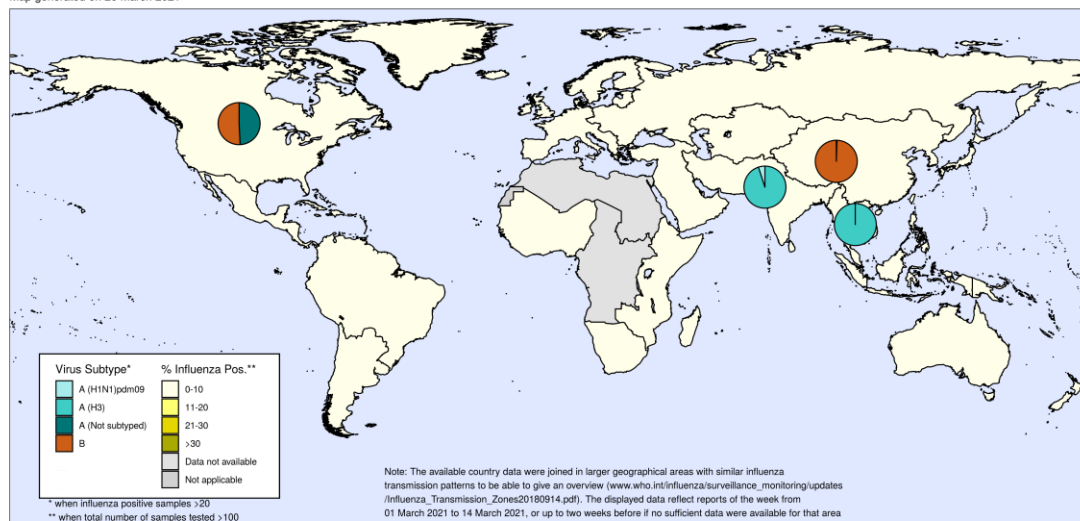 Virus Subtype* % Influenza Pos.**
A (H1N1)pdm09 0-10
A (H3) 11-20
A (Not subtyped) 21-30
B >30
Data not available
Not applicable
* when influenza positive samples >20
** when total number of samples tested >100
Note: The available country data were joined in larger geographical areas with similar influenza
transmission patterns to be able to give an overview (www.who.int/influenza/surveillance_monitoring/updates
/Influenza_Transmission_Zones20180914.pdf). The displayed data reflect reports of the week from
01 March 2021 to 14 March 2021, or up to two weeks before if no sufficient data were available for that area